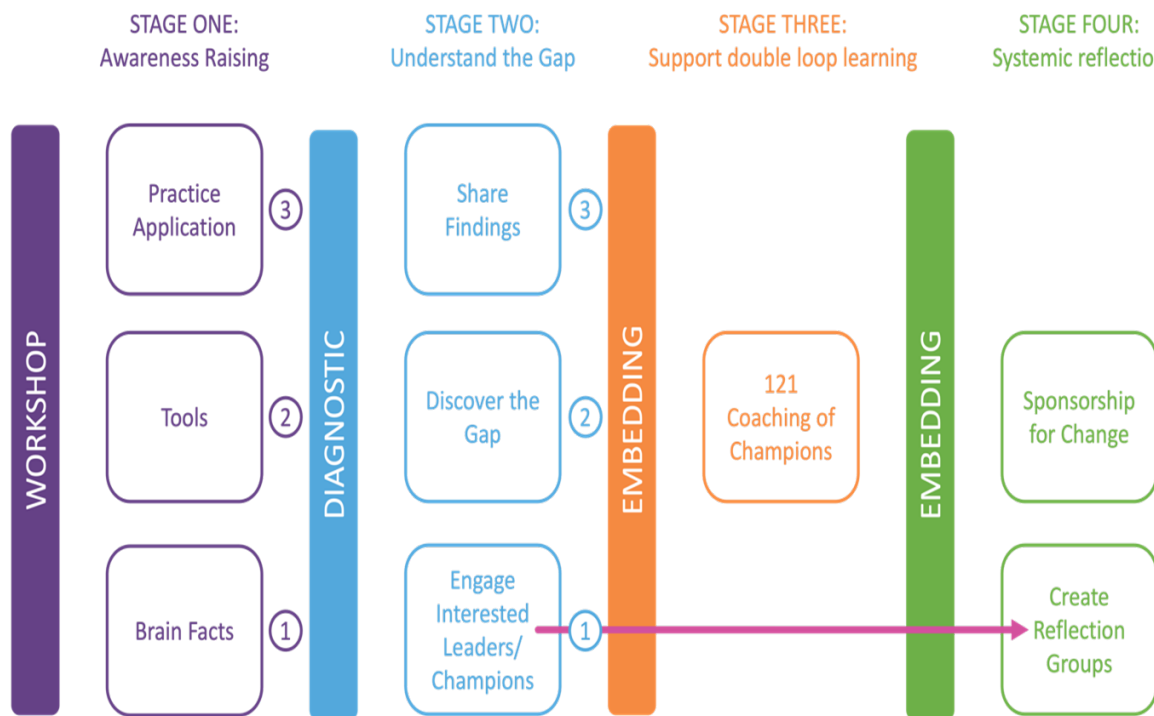 STAGE ONE:
Awareness Raising
STAGE TWO:
Understand the Gap
STAGE THREE:
Support double loop learning
STAGE FOUR:
Systemic reflectio
WORKSHOP
Practice
Application
3
Tools
2
Brain Facts
1
DIAGNOSTIC
Share
Findings
3
Discover the
Gap
2
Engage
Interested
Leaders/
Champions
1
EMBEDDING
121
Coaching of
Champions
EMBEDDING
Sponsorship
for Change
Create
Reflection
Groups